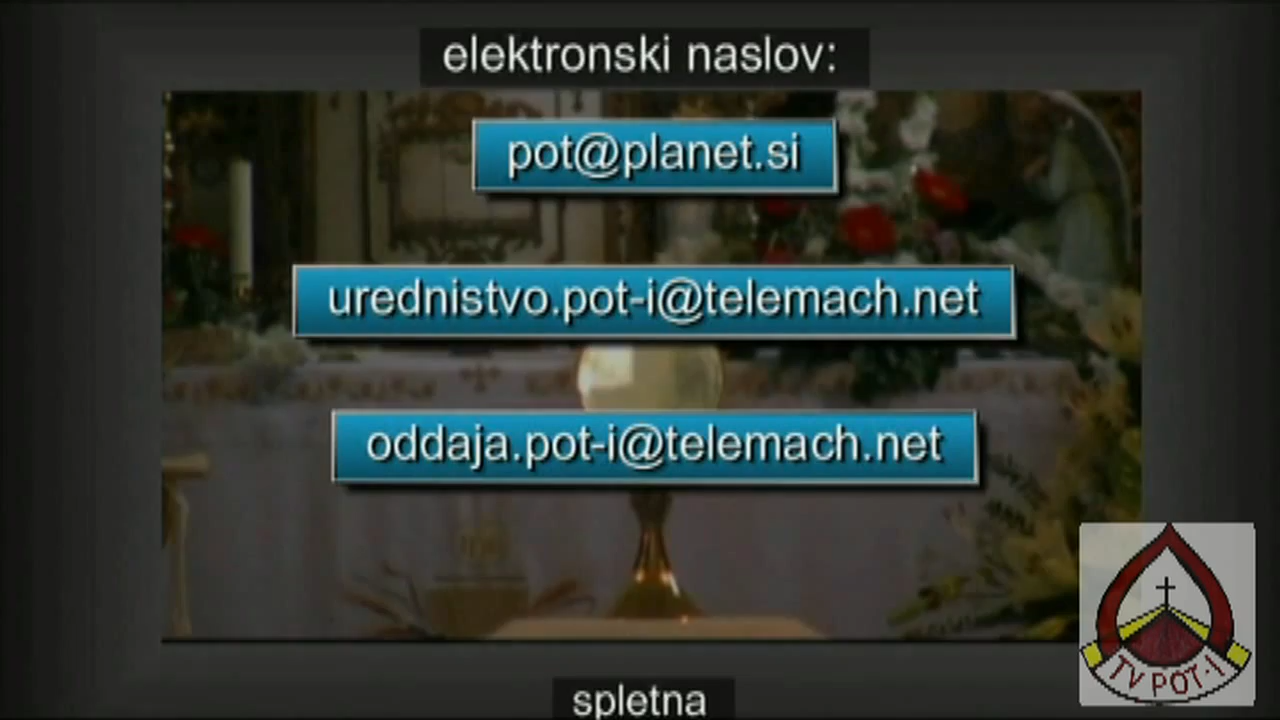 elektronski naslov:
pot@planet.si
urednistvo.pot-i@telemach.net
oddaja.pot-i@telemach.net
TV POT-I
spletna